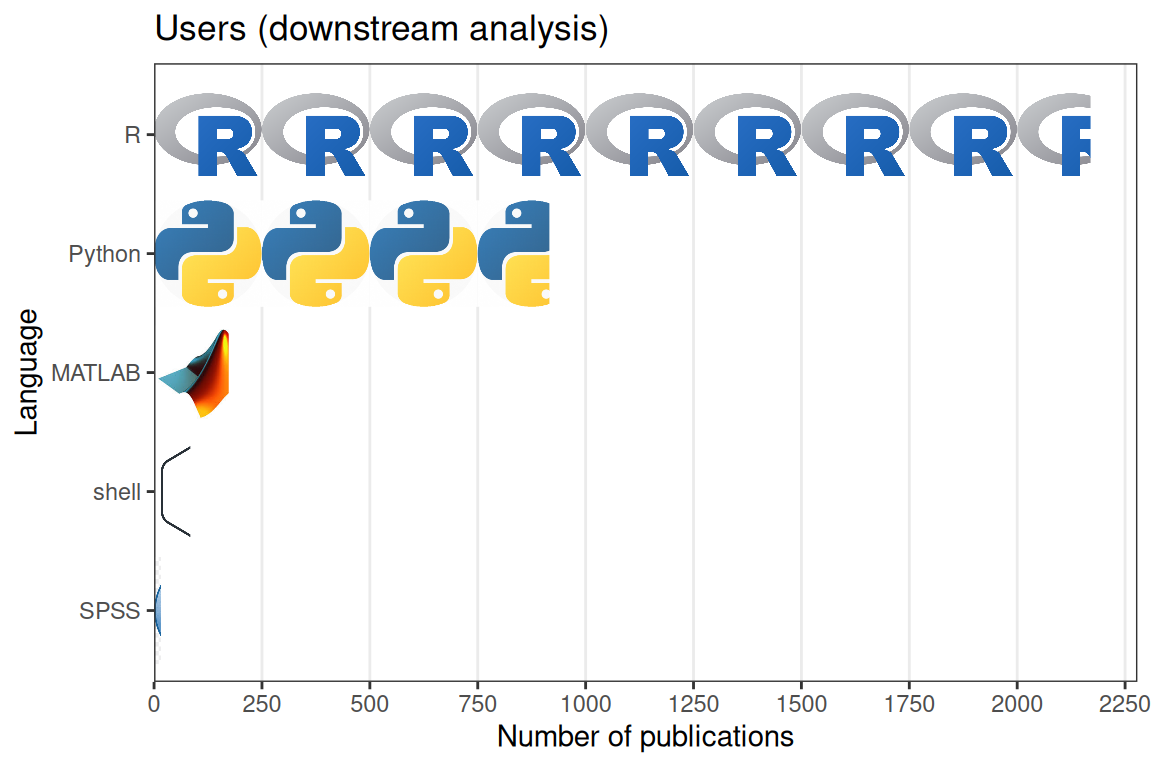 Users (downstream analysis)
R
Python
MATLAB
shell
SPSS
Language
0 250 500 750 1000 1250 1500 1750 2000 2250
Number of publications
R R R R R R R R R